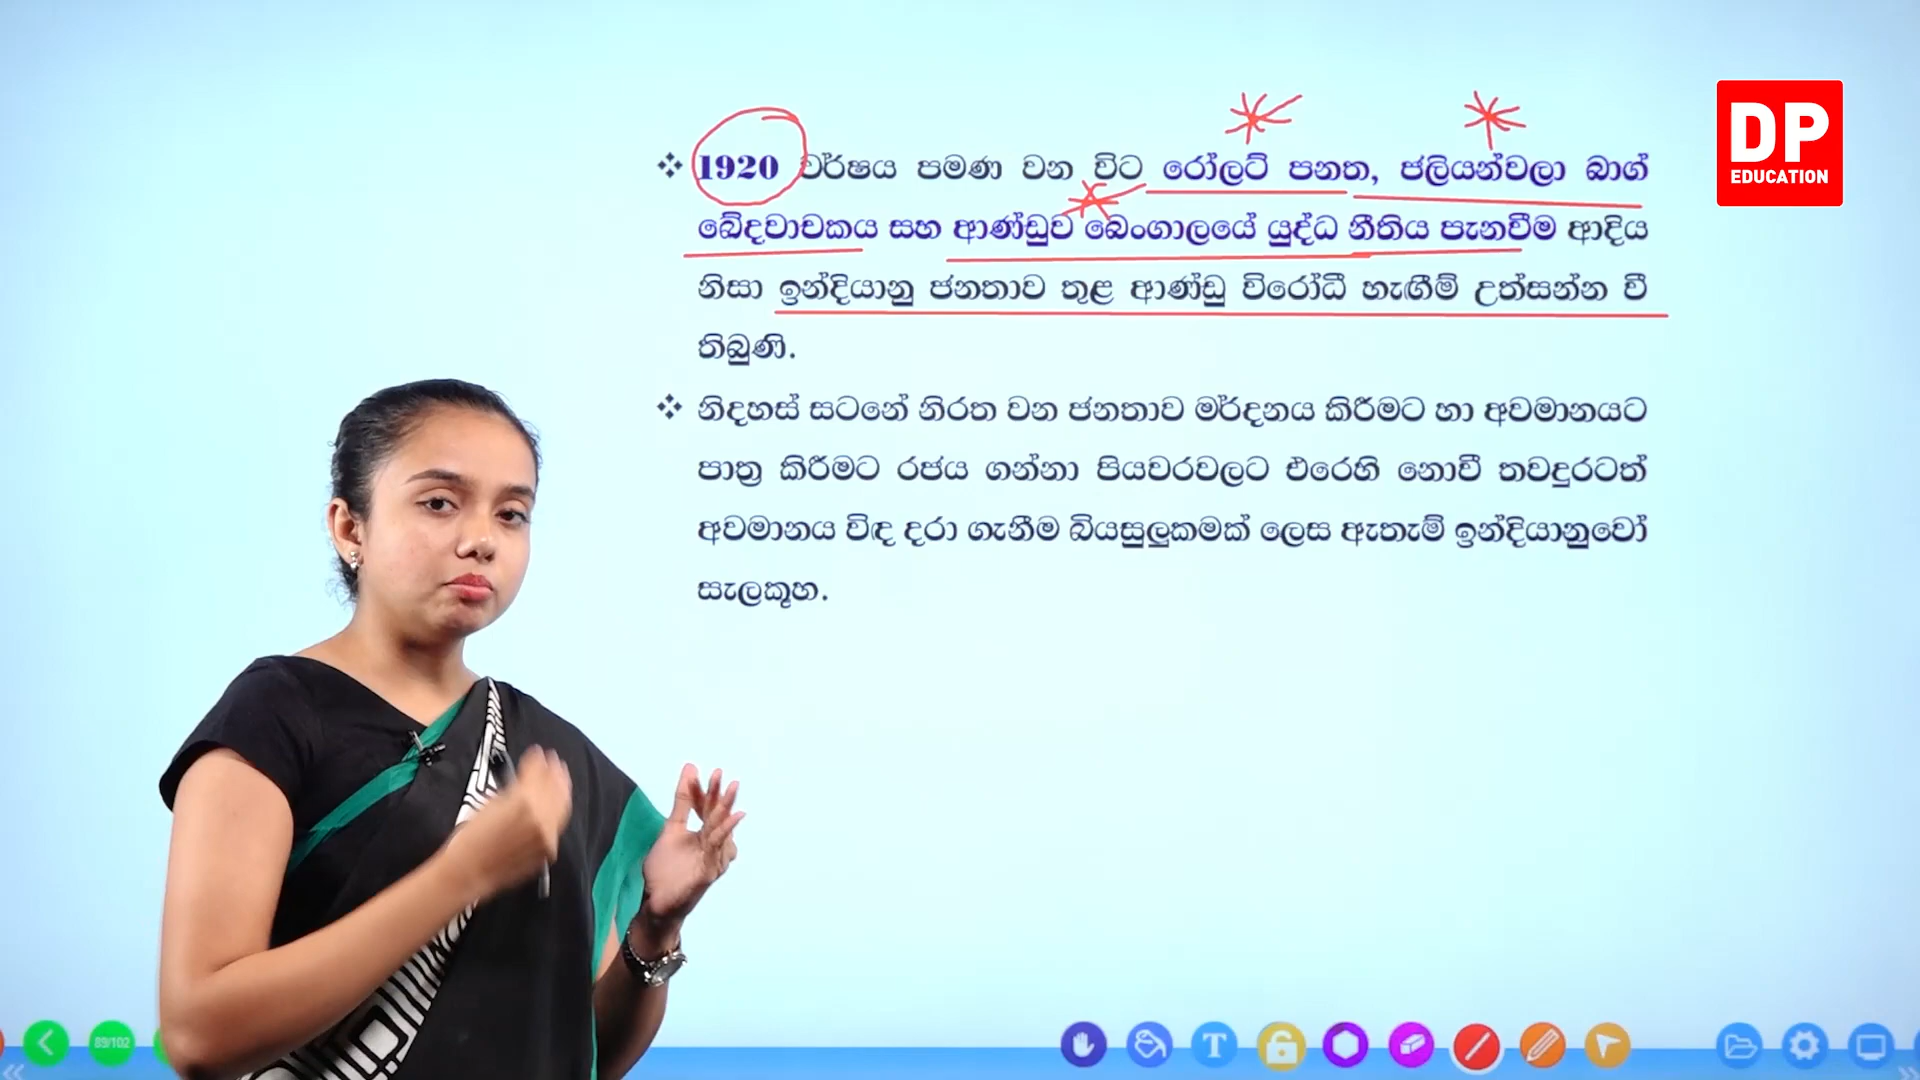 DP
EDUCATION
❖ 1920 වර්ෂය පමණ වන විට රෝලට් පනත, ජලියන්වලා බාග්
ඛේදවාචකය සහ ආණ්ඩුව බෙංගාලයේ යුද්ධ නීතිය පැනවීම ආදිය
නිසා ඉන්දියානු ජනතාව තුළ ආණ්ඩු විරෝධී හැඟීම් උත්සන්න වී
තිබුණි.
❖ නිදහස් සටනේ නිරත වන ජනතාව මර්දනය කිරීමට හා අවමානයට
පාත්‍ර කිරීමට රජය ගන්නා පියවරවලට එරෙහි නොවී තවදුරටත්
අවමානය විඳ දරා ගැනීම බියසුලුකමක් ලෙස ඇතැම් ඉන්දියානුවෝ
සැලකූහ.
89/102
T